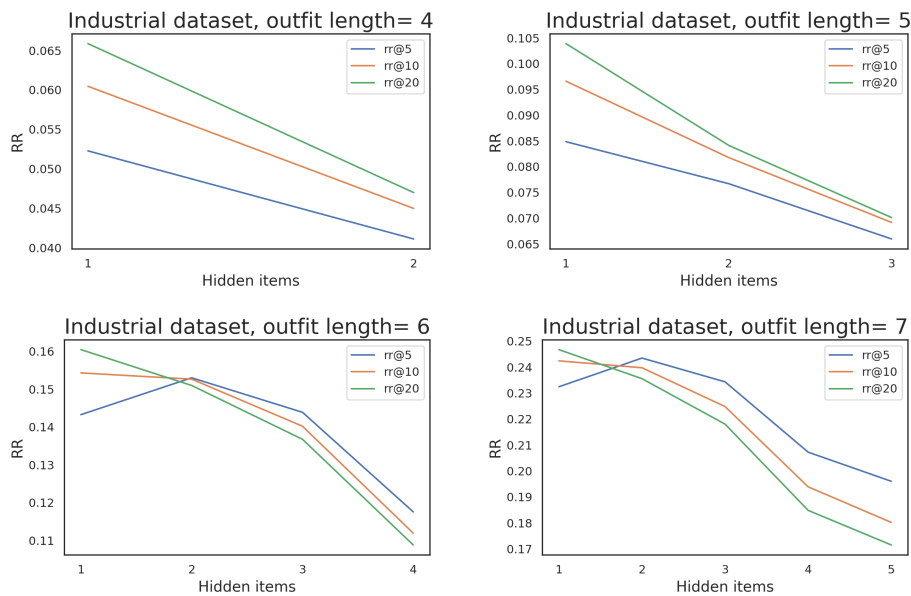 Industrial dataset, outfit length= 4
0.065
0.060
0.055
0.050
0.045
0.040
RR
rr@5
rr@10
rr@20
1 2
Hidden items
Industrial dataset, outfit length= 5
0.105
0.100
0.095
0.090
0.085
0.080
0.075
0.070
0.065
RR
rr@5
rr@10
rr@20
1 2 3
Hidden items
Industrial dataset, outfit length= 6
0.16
0.15
0.14
0.13
0.12
0.11
RR
rr@5
rr@10
rr@20
1 2 3 4
Hidden items
Industrial dataset, outfit length= 7
0.25
0.24
0.23
0.22
0.21
0.20
0.19
0.18
0.17
RR
rr@5
rr@10
rr@20
1 2 3 4 5
Hidden items